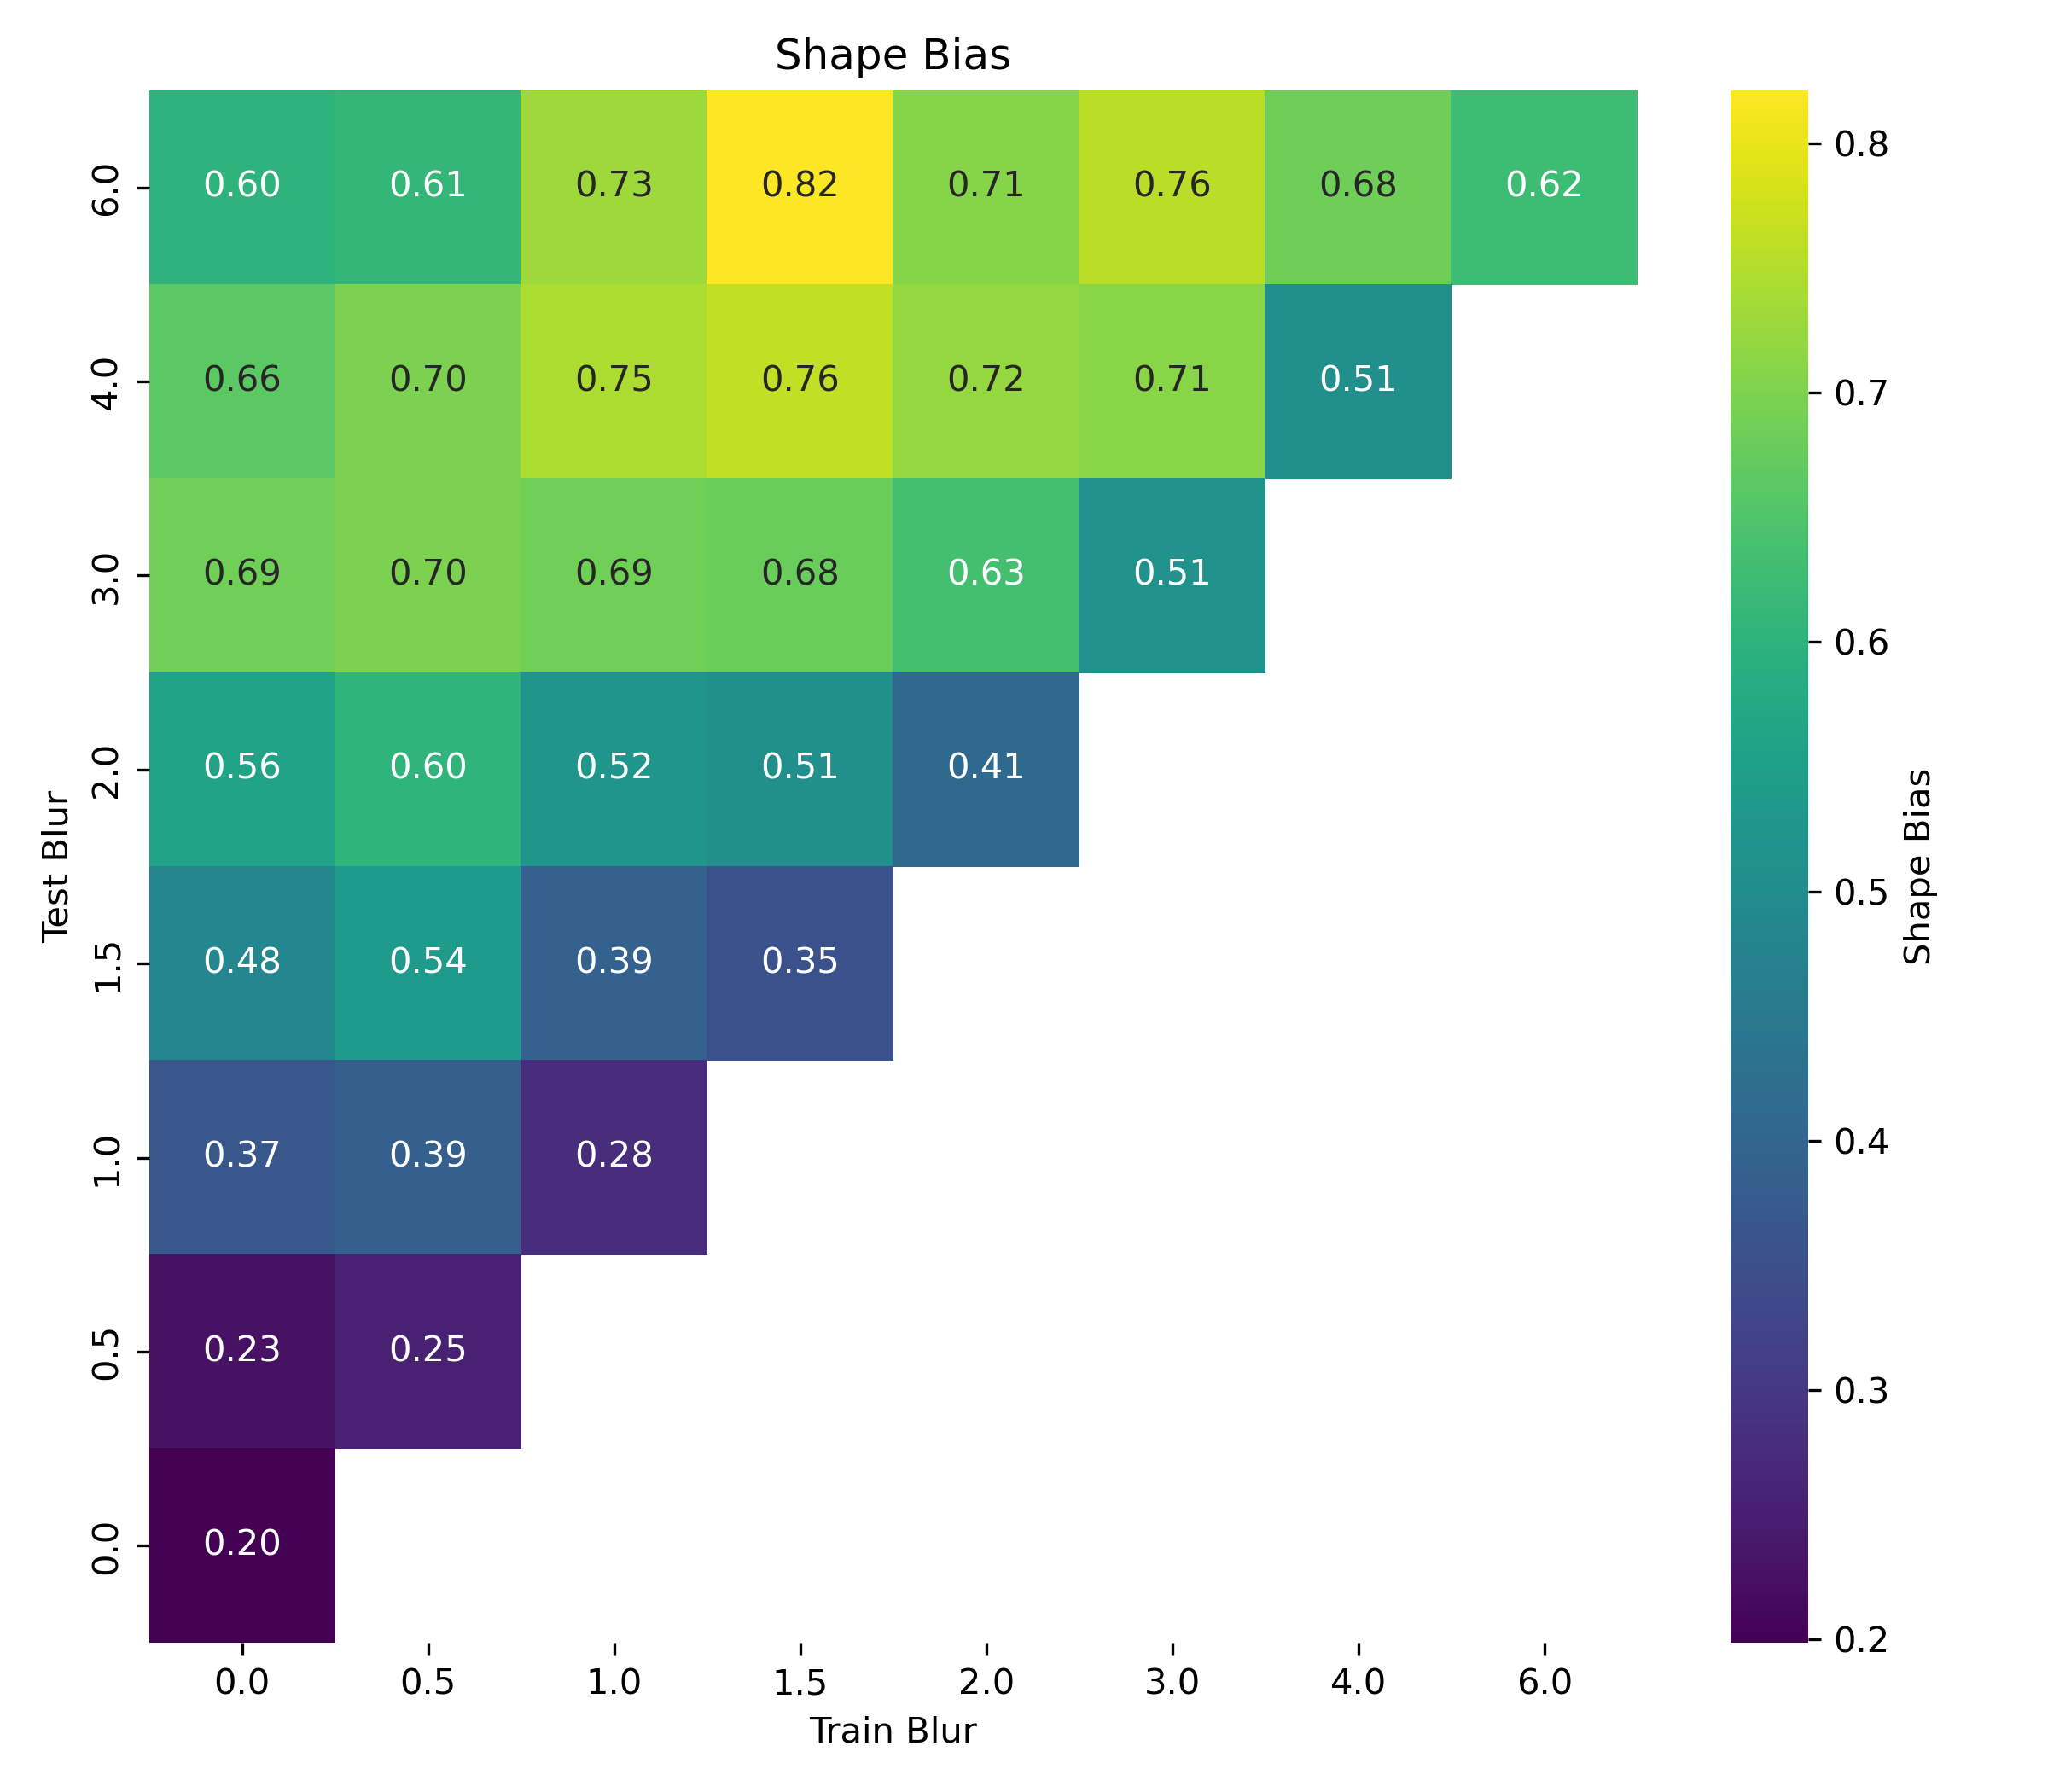 Shape Bias
6.0 0.60 0.61 0.73 0.82 0.71 0.76 0.68 0.62
4.0 0.66 0.70 0.75 0.76 0.72 0.71 0.51
3.0 0.69 0.70 0.69 0.68 0.63 0.51
2.0 0.56 0.60 0.52 0.51 0.41
1.5 0.48 0.54 0.39 0.35
1.0 0.37 0.39 0.28
0.5 0.23 0.25
0.0 0.20
0.0 0.5 1.0 1.5 2.0 3.0 4.0 6.0
Train Blur
Test Blur
0.8
0.7
0.6
0.5
0.4
0.3
0.2
Shape Bias